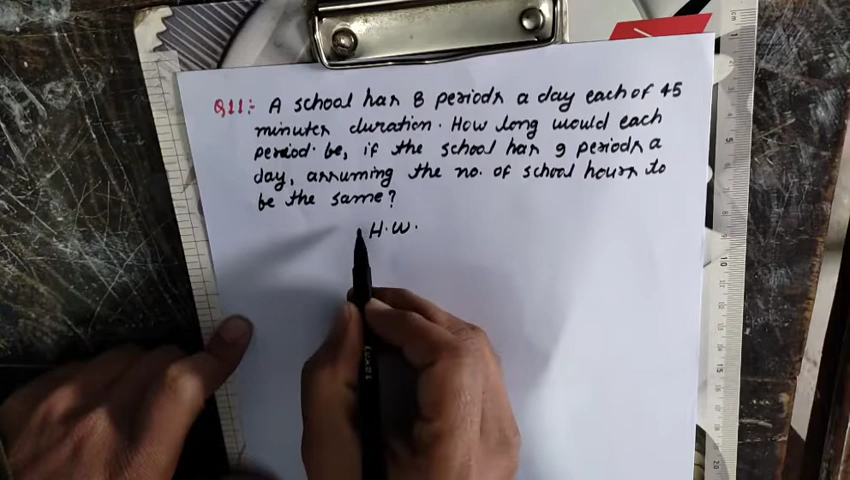 Q11:- A school has 8 periods a day each of 45
minutes duration. How long would each
period be, if the school has 9 periods a
day, assuming the no. of school hours to
be the same?
H.W.